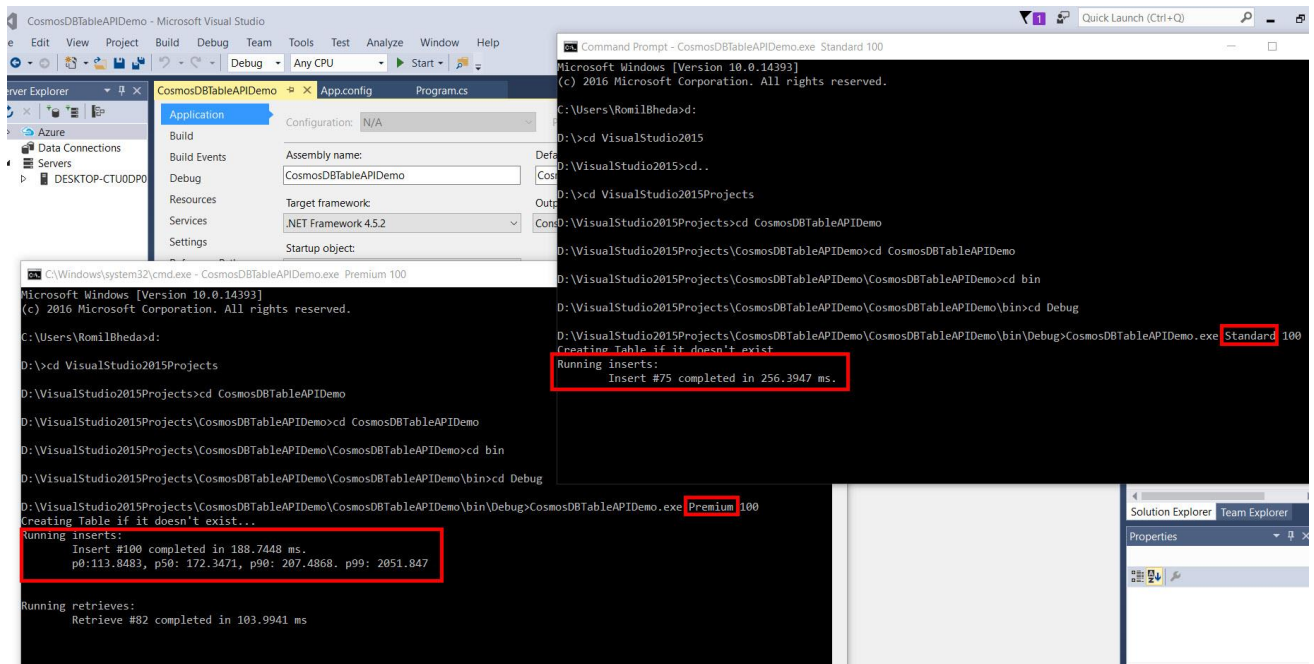 CosmosDBTableAPIDemo - Microsoft Visual Studio
1
Quick Launch (Ctrl+Q)
Edit View Project Build Debug Team Tools Test Analyze Window Help
Debug Any CPU Start
erver Explorer
Azure
Data Connections
Servers
DESKTOP-CTU0DP0
CosmosDBTableAPIDemo App.config Program.cs
Application
Build
Build Events
Debug
Resources
Services
Settings
Configuration: N/A
Assembly name:
CosmosDBTableAPIDemo
Target framework:
.NET Framework 4.5.2
Startup object:
Command Prompt - CosmosDBTableAPIDemo.exe Standard 100
Microsoft Windows [Version 10.0.14393]
(c) 2016 Microsoft Corporation. All rights reserved.
C:\Users\RomilBheda>d:
D:\>cd VisualStudio2015
D:\VisualStudio2015>cd..
D:\>cd VisualStudio2015Projects
D:\VisualStudio2015Projects>cd CosmosDBTableAPIDemo
D:\VisualStudio2015Projects\CosmosDBTableAPIDemo>cd CosmosDBTableAPIDemo
D:\VisualStudio2015Projects\CosmosDBTableAPIDemo\CosmosDBTableAPIDemo>cd bin
D:\VisualStudio2015Projects\CosmosDBTableAPIDemo\CosmosDBTableAPIDemo\bin>cd Debug
D:\VisualStudio2015Projects\CosmosDBTableAPIDemo\CosmosDBTableAPIDemo\bin\Debug>CosmosDBTableAPIDemo.exe Standard 100
Creating Table if it doesn't exist
Running inserts:
Insert #75 completed in 256.3947 ms.
C:\Windows\system32\cmd.exe - CosmosDBTableAPIDemo.exe Premium 100
Microsoft Windows [Version 10.0.14393]
(c) 2016 Microsoft Corporation. All rights reserved.
C:\Users\RomilBheda>d:
D:\>cd VisualStudio2015Projects
D:\VisualStudio2015Projects>cd CosmosDBTableAPIDemo
D:\VisualStudio2015Projects\CosmosDBTableAPIDemo>cd CosmosDBTableAPIDemo
D:\VisualStudio2015Projects\CosmosDBTableAPIDemo\CosmosDBTableAPIDemo>cd bin
D:\VisualStudio2015Projects\CosmosDBTableAPIDemo\CosmosDBTableAPIDemo\bin>cd Debug
D:\VisualStudio2015Projects\CosmosDBTableAPIDemo\CosmosDBTableAPIDemo\bin\Debug>CosmosDBTableAPIDemo.exe Premium 100
Creating Table if it doesn't exist...
Running inserts:
Insert #100 completed in 188.7448 ms.
p0:113.8483, p50: 172.3471, p90: 207.4868. p99: 2051.847
Running retrieves:
Retrieve #82 completed in 103.9941 ms
Solution Explorer Team Explorer
Properties